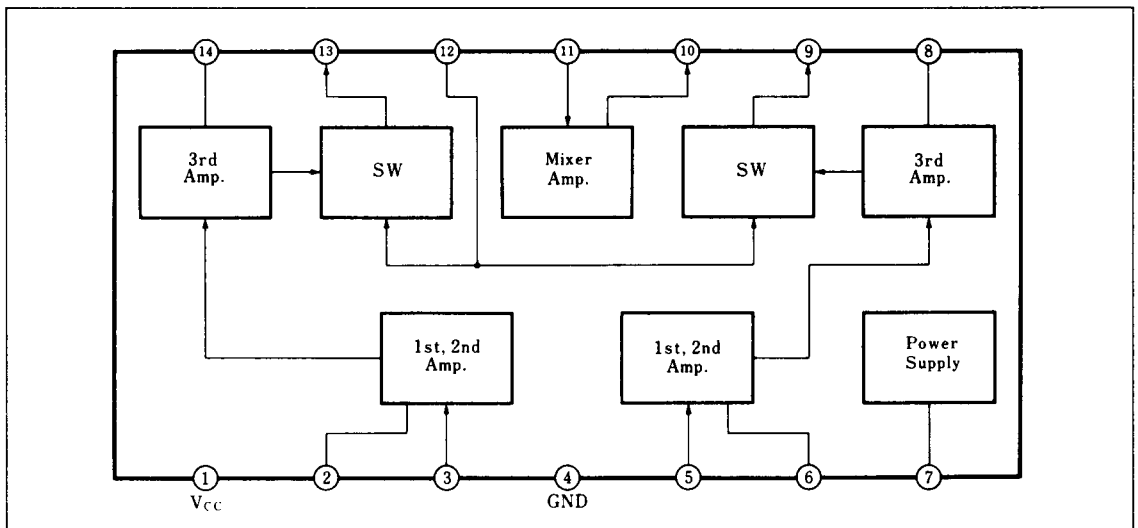 14 13 12 11 10 9 8
3rd Amp.
SW
Mixer Amp.
SW
3rd Amp.
1st, 2nd Amp.
1st, 2nd Amp.
Power Supply
1 2 3 4 5 6 7
VCC GND